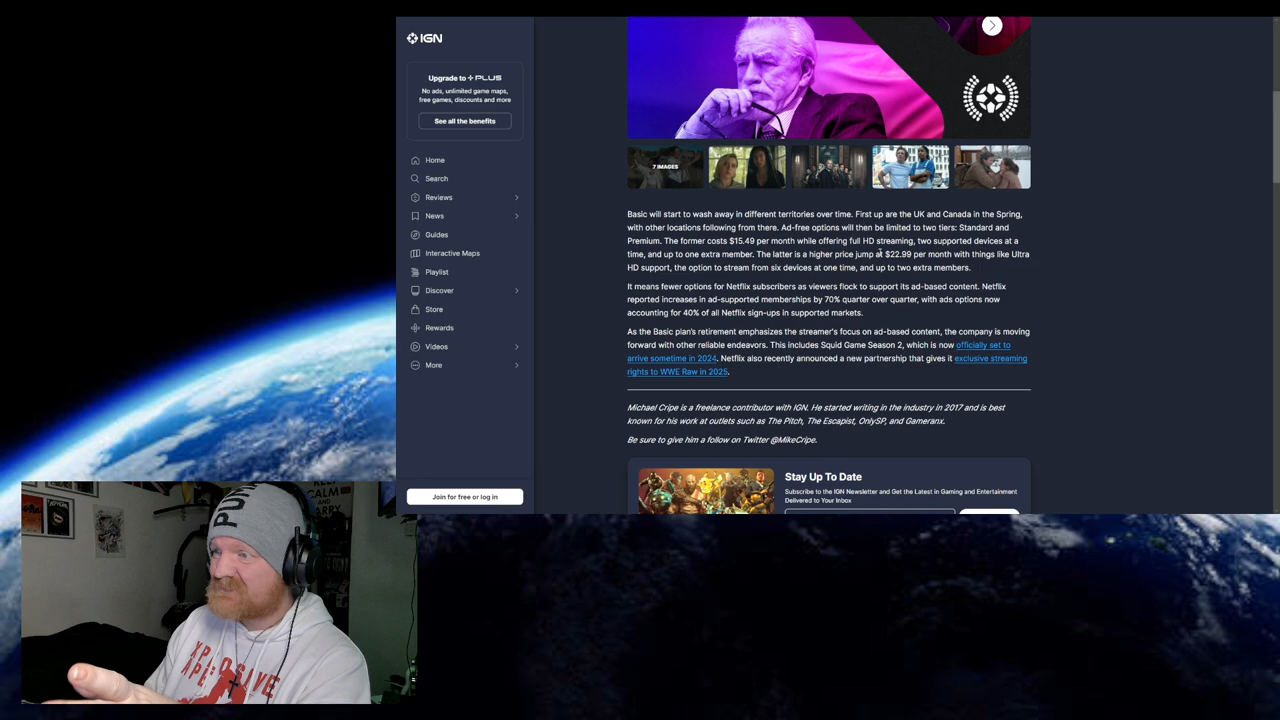 IGN
Upgrade to PLUS
No ads, unlimited game maps,
free games, discounts and more
See all the benefits
Home
Search
Reviews
News
Guides
Interactive Maps
Playlist
Discover
Store
Rewards
Videos
More
Join for free or log in
7 IMAGES
Basic will start to wash away in different territories over time. First up are the UK and Canada in the Spring,
with other locations following from there. Ad-free options will then be limited to two tiers: Standard and
Premium. The former costs $15.49 per month while offering full HD streaming, two supported devices at a
time, and up to one extra member. The latter is a higher price jump at $22.99 per month with things like Ultra
HD support, the option to stream from six devices at one time, and up to two extra members.
It means fewer options for Netflix subscribers as viewers flock to support its ad-based content. Netflix
reported increases in ad-supported memberships by 70% quarter over quarter, with ads options now
accounting for 40% of all Netflix sign-ups in supported markets.
As the Basic plan's retirement emphasizes the streamer's focus on ad-based content, the company is moving
forward with other reliable endeavors. This includes Squid Game Season 2, which is now officially set to
arrive sometime in 2024. Netflix also recently announced a new partnership that gives it exclusive streaming
rights to WWE Raw in 2025.
Michael Cripe is a freelance contributor with IGN. He started writing in the industry in 2017 and is best
known for his work at outlets such as The Pitch, The Escapist, OnlySP, and Gameranx.
Be sure to give him a follow on Twitter @MikeCripe.
Stay Up To Date
Subscribe to the IGN Newsletter and Get the Latest in Gaming and Entertainment
Delivered to Your Inbox
KEEP
CALM
AND